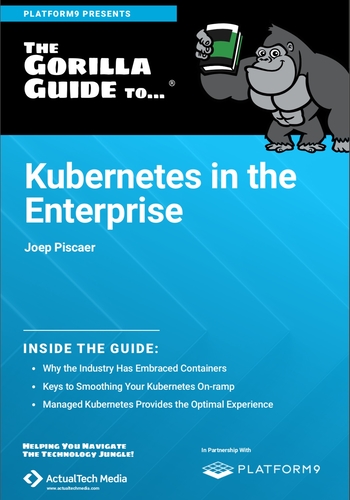 PLATFORM9 PRESENTS
THE
GORILLA
GUIDE TO...®
Kubernetes in the
Enterprise
Joep Piscaer
INSIDE THE GUIDE:
• Why the Industry Has Embraced Containers
• Keys to Smoothing Your Kubernetes On-ramp
• Managed Kubernetes Provides the Optimal Experience
HELPING YOU NAVIGATE
THE TECHNOLOGY JUNGLE!
In Partnership With
ActualTech Media
www.actualtechmedia.com
PLATFORM9